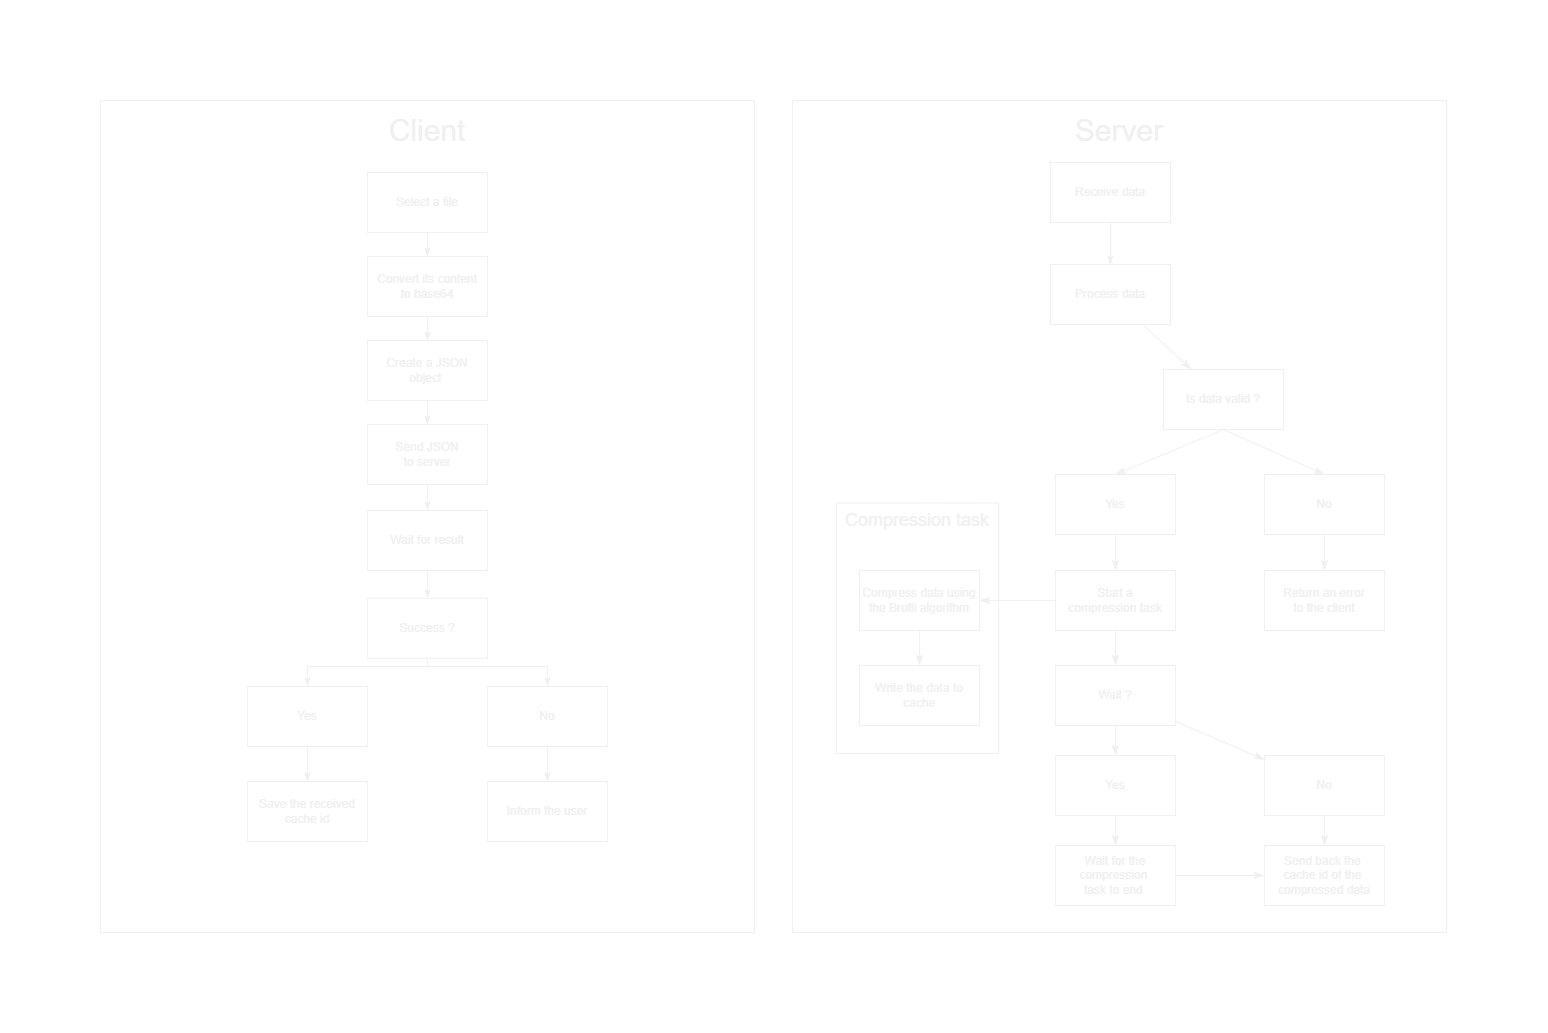 Client
Select a file
Convert its content
to base64
Create a JSON
object
Send JSON
to server
Wait for result
Success ?
Yes
No
Save the received
cache id
Inform the user
Server
Receive data
Process data
Is data valid ?
Yes
No
Compression task
Compress data using
the Brotli algorithm
Write the data to
cache
Start a
compression task
Return an error
to the client
Wait ?
Yes
No
Wait for the
compression
task to end
Send back the
cache id of the
compressed data